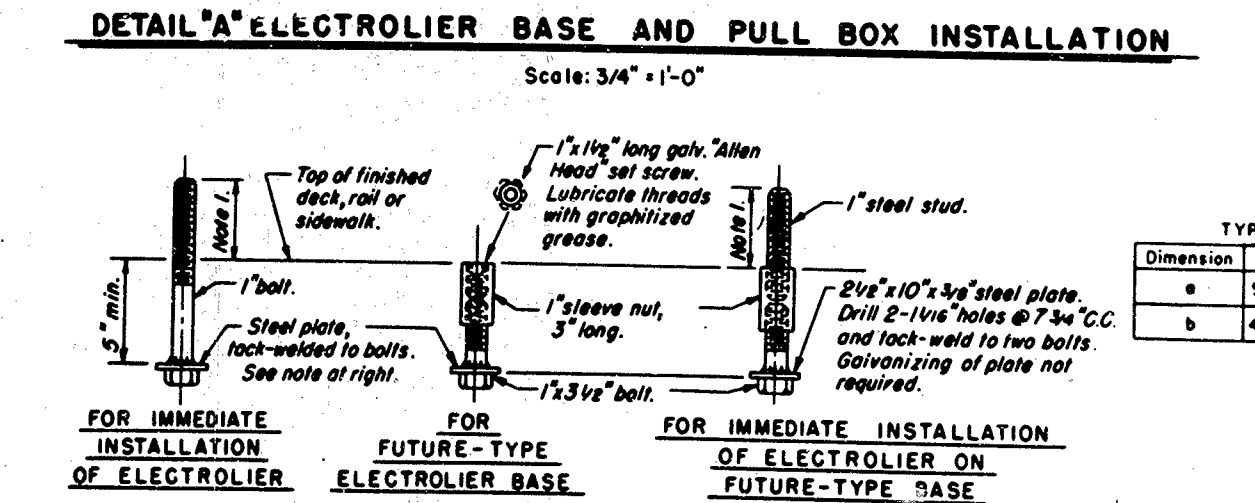 DETAIL "A" ELECTROLIER BASE AND PULL BOX INSTALLATION
Scale: 3/4" = 1'-0"
Note 1.
Top of finished
deck, rail or
sidewalk.
1"x1 1/2" long galv. "Allen
Head" set screw.
Lubricate threads
with graphitized
grease.
Note 1.
1" steel stud.
5" min.
1" bolt.
Steel plate,
tack-welded to bolts.
See note at right.
1" sleeve nut,
3" long.
1"x3 1/2" bolt.
2 1/2"x10"x3/8" steel plate.
Drill 2-1 1/16" holes @ 7 3/4" C.C.
and tack-weld to two bolts.
Galvanizing of plate not
required.
FOR IMMEDIATE
INSTALLATION
OF ELECTROLIER
FOR
FUTURE-TYPE
ELECTROLIER BASE
FOR IMMEDIATE INSTALLATION
OF ELECTROLIER ON
FUTURE-TYPE BASE
TYP
Dimension
a
b